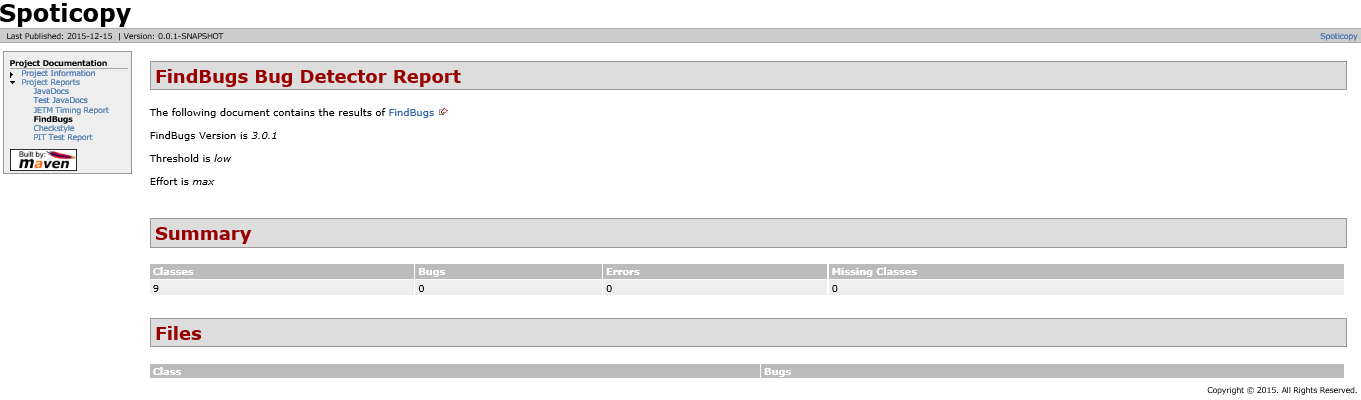 Spoticopy
Last Published: 2015-12-15 | Version: 0.0.1-SNAPSHOT
Spoticopy
Project Documentation
Project Information
Project Reports
JavaDocs
Test JavaDocs
JETM Timing Report
FindBugs
Checkstyle
PIT Test Report
Built by:
maven
FindBugs Bug Detector Report
The following document contains the results of FindBugs
FindBugs Version is 3.0.1
Threshold is low
Effort is max
Summary
Classes Bugs Errors Missing Classes
9 0 0 0
Files
Class Bugs
Copyright © 2015. All Rights Reserved.